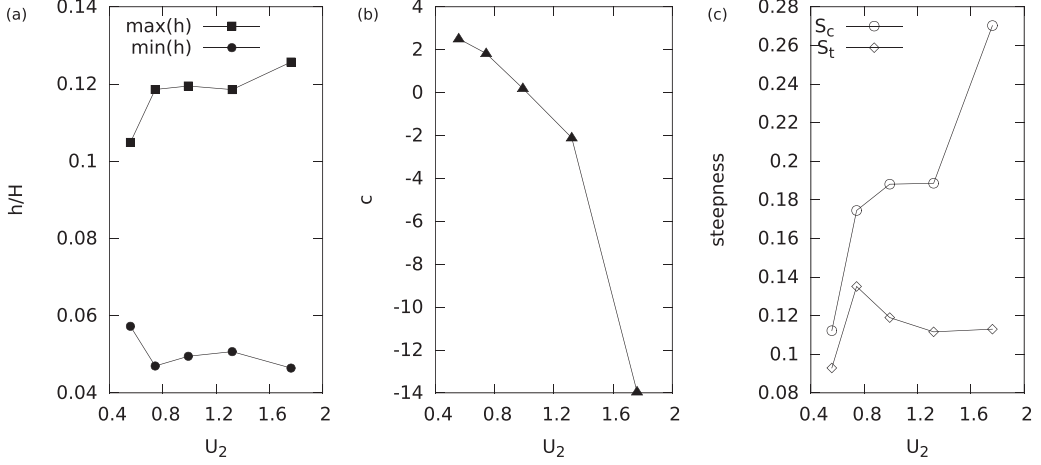 (a)
max(h)
min(h)
0.14
0.12
0.1
0.08
0.06
0.04
h/H
0.4 0.8 1.2 1.6 2
U2
(b)
4
2
0
-2
-4
-6
-8
-10
-12
-14
c
0.4 0.8 1.2 1.6 2
U2
(c)
Sc
St
0.28
0.26
0.24
0.22
0.2
0.18
0.16
0.14
0.12
0.1
0.08
steepness
0.4 0.8 1.2 1.6 2
U2